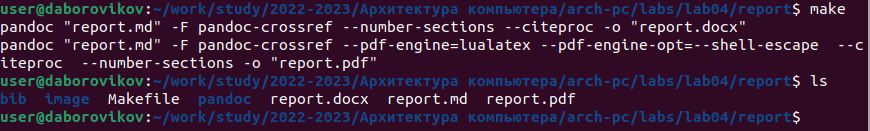 user@daborovikov:~/work/study/2022-2023/Архитектура компьютера/arch-pc/labs/lab04/report$ make
pandoc "report.md" -F pandoc-crossref --number-sections --citeproc -o "report.docx"
pandoc "report.md" -F pandoc-crossref --pdf-engine=lualatex --pdf-engine-opt=--shell-escape  --c
iteproc  --number-sections -o "report.pdf"
user@daborovikov:~/work/study/2022-2023/Архитектура компьютера/arch-pc/labs/lab04/report$ ls
bib  image  Makefile  pandoc  report.docx  report.md  report.pdf
user@daborovikov:~/work/study/2022-2023/Архитектура компьютера/arch-pc/labs/lab04/report$